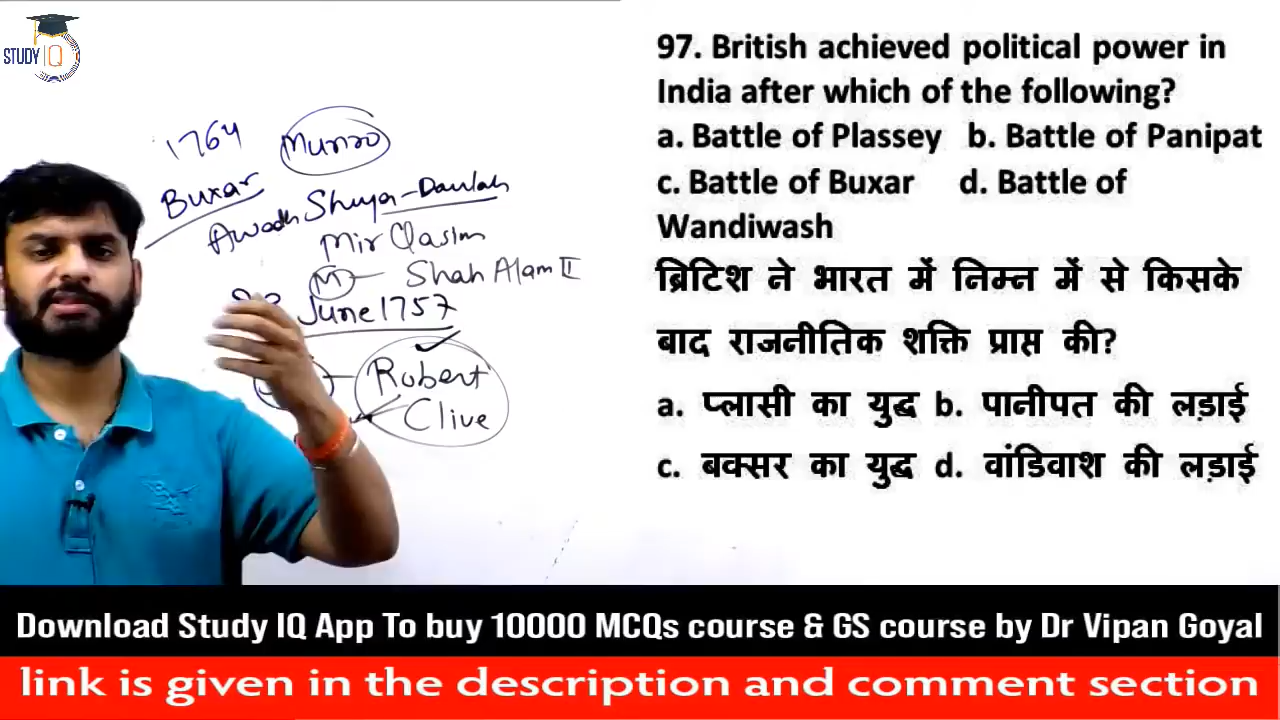 STUDY IQ
1764 Munro
Buxar
Awadh Shuja-Daulah
Mir Qasim
M - Shah Alam II
June 1757
Robert
Clive
97. British achieved political power in
India after which of the following?
a. Battle of Plassey b. Battle of Panipat
c. Battle of Buxar d. Battle of
Wandiwash
ब्रिटिश ने भारत में निम्न में से किसके
बाद राजनीतिक शक्ति प्राप्त की?
a. प्लासी का युद्ध b. पानीपत की लड़ाई
c. बक्सर का युद्ध d. वांडिवाश की लड़ाई
Download Study IQ App To buy 10000 MCQs course & GS course by Dr Vipan Goyal
link is given in the description and comment section